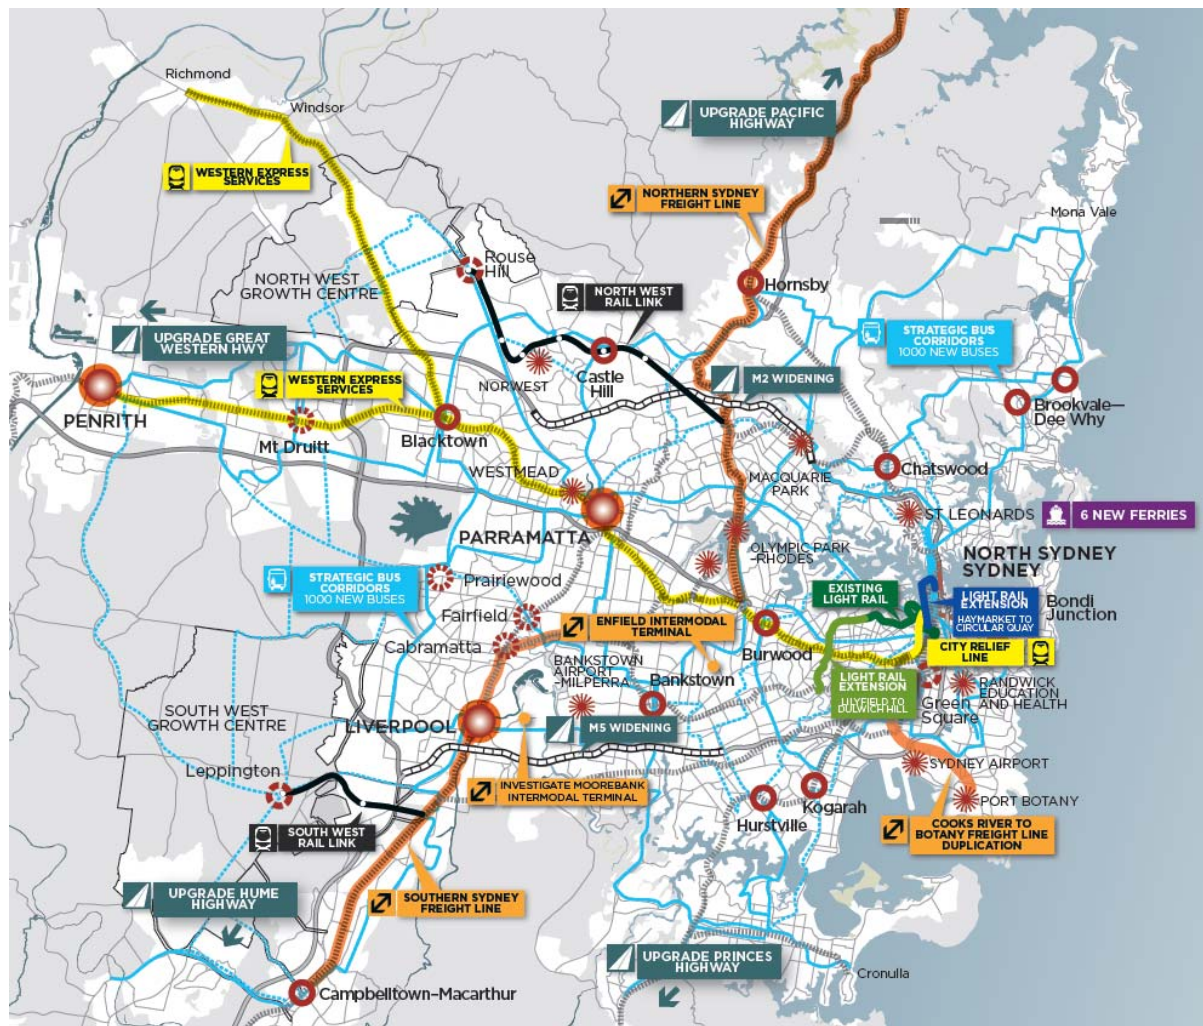 Richmond
Windsor
UPGRADE PACIFIC
HIGHWAY
WESTERN EXPRESS
SERVICES
NORTHERN SYDNEY
FREIGHT LINE
Mona Vale
Rouse
Hill
NORTH WEST
GROWTH CENTRE
Hornsby
NORTH WEST
RAIL LINK
UPGRADE GREAT
WESTERN HWY
STRATEGIC BUS
CORRIDORS
1000 NEW BUSES
WESTERN EXPRESS
SERVICES
NORWEST
Castle
Hill
M2 WIDENING
PENRITH
Mt Druitt
Blacktown
Brookvale—
Dee Why
WESTMEAD
MACQUARIE
PARK
Chatswood
PARRAMATTA
ST LEONARDS
6 NEW FERRIES
OLYMPIC PARK
-RHODES
NORTH SYDNEY
SYDNEY
STRATEGIC BUS
CORRIDORS
1000 NEW BUSES
Prairiewood
EXISTING
LIGHT RAIL
LIGHT RAIL
EXTENSION
HAYMARKET TO
CIRCULAR QUAY
Bondi
Junction
Fairfield
ENFIELD INTERMODAL
TERMINAL
Cabramatta
Burwood
CITY RELIEF
LINE
BANKSTOWN
AIRPORT
-MILPERRA
Bankstown
LIGHT RAIL
EXTENSION
LILYFIELD TO
DULWICH HILL
RANDWICK
EDUCATION
AND HEALTH
Green
Square
SOUTH WEST
GROWTH CENTRE
LIVERPOOL
M5 WIDENING
Leppington
INVESTIGATE MOOREBANK
INTERMODAL TERMINAL
SYDNEY AIRPORT
Kogarah
PORT BOTANY
Hurstville
SOUTH WEST
RAIL LINK
COOKS RIVER TO
BOTANY FREIGHT LINE
DUPLICATION
UPGRADE HUME
HIGHWAY
SOUTHERN SYDNEY
FREIGHT LINE
UPGRADE PRINCES
HIGHWAY
Cronulla
Campbelltown–Macarthur